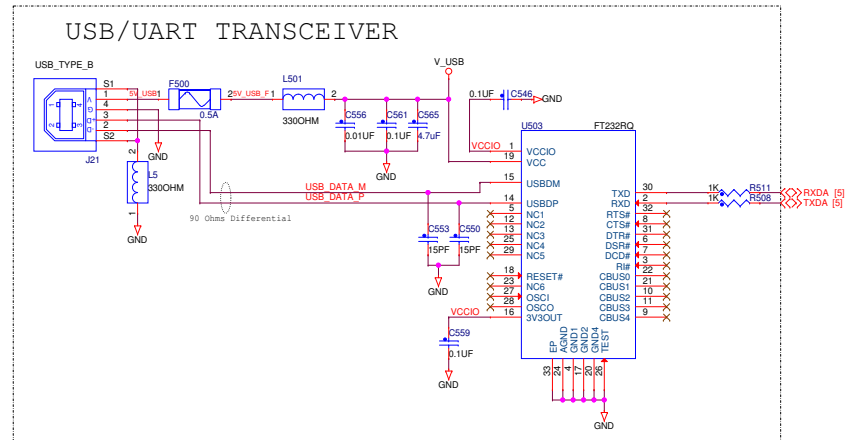 USB/UART TRANSCEIVER
USB_TYPE_B
S1
1
4
3
2
S2
V
G
D+
D-
J21
5V_USB 1
F500
0.5A
2 5V_USB_F 1
L501
2
330OHM
V_USB
C556
0.01UF
C561
0.1UF
C565
4.7uF
GND
0.1UF
C546
GND
GND
2
L5
330OHM
1
GND
90 Ohms Differential
USB_DATA_M
USB_DATA_P
C553
15PF
C550
15PF
GND
U503
FT232RQ
VCCIO 1 VCCIO
19 VCC
15 USBDM
14 USBDP
5 NC1
12 NC2
13 NC3
25 NC4
29 NC5
18 RESET#
23 NC6
27 OSCI
28 OSCO
VCCIO 16 3V3OUT
C559
0.1UF
GND
TXD 30 1K R511 RXDA [5]
RXD 2 1K R508 TXDA [5]
RTS# 32
CTS# 8
DTR# 31
DSR# 6
DCD# 7
RI# 3
CBUS0 22
CBUS1 21
CBUS2 10
CBUS3 11
CBUS4 9
EP AGND GND1 GND2 GND4 TEST
33 24 4 17 20 26
GND